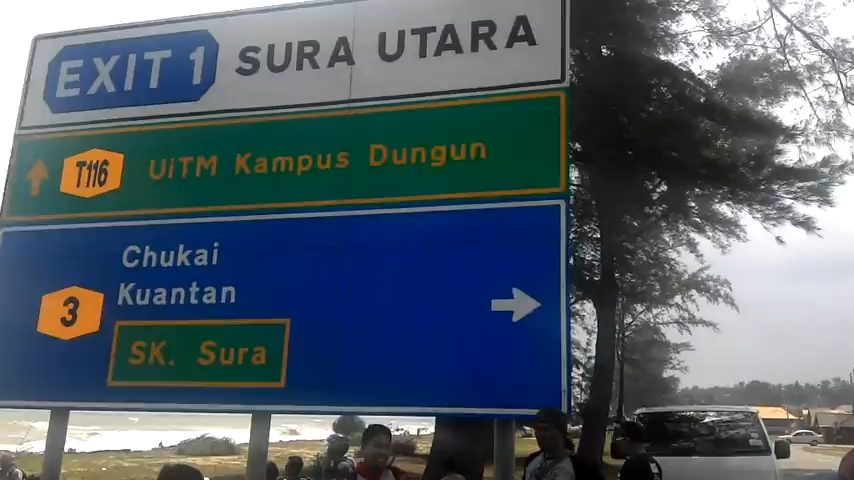 EXIT 1 SURA UTARA
T116 UiTM Kampus Dungun
Chukai
3 Kuantan
SK. Sura